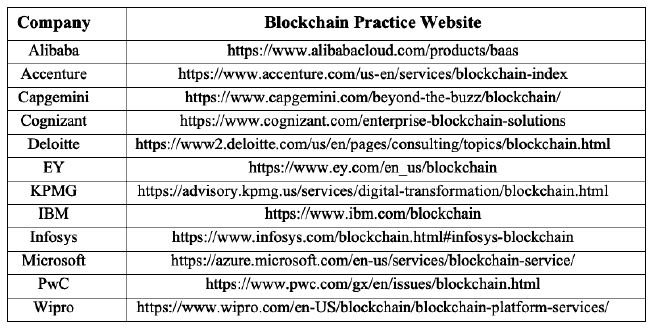 Company Blockchain Practice Website
Alibaba https://www.alibabacloud.com/products/baas
Accenture https://www.accenture.com/us-en/services/blockchain-index
Capgemini https://www.capgemini.com/beyond-the-buzz/blockchain/
Cognizant https://www.cognizant.com/enterprise-blockchain-solutions
Deloitte https://www2.deloitte.com/us/en/pages/consulting/topics/blockchain.html
EY https://www.ey.com/en_us/blockchain
KPMG https://advisory.kpmg.us/services/digital-transformation/blockchain.html
IBM https://www.ibm.com/blockchain
Infosys https://www.infosys.com/blockchain.html#infosys-blockchain
Microsoft https://azure.microsoft.com/en-us/services/blockchain-service/
PwC https://www.pwc.com/gx/en/issues/blockchain.html
Wipro https://www.wipro.com/en-US/blockchain/blockchain-platform-services/